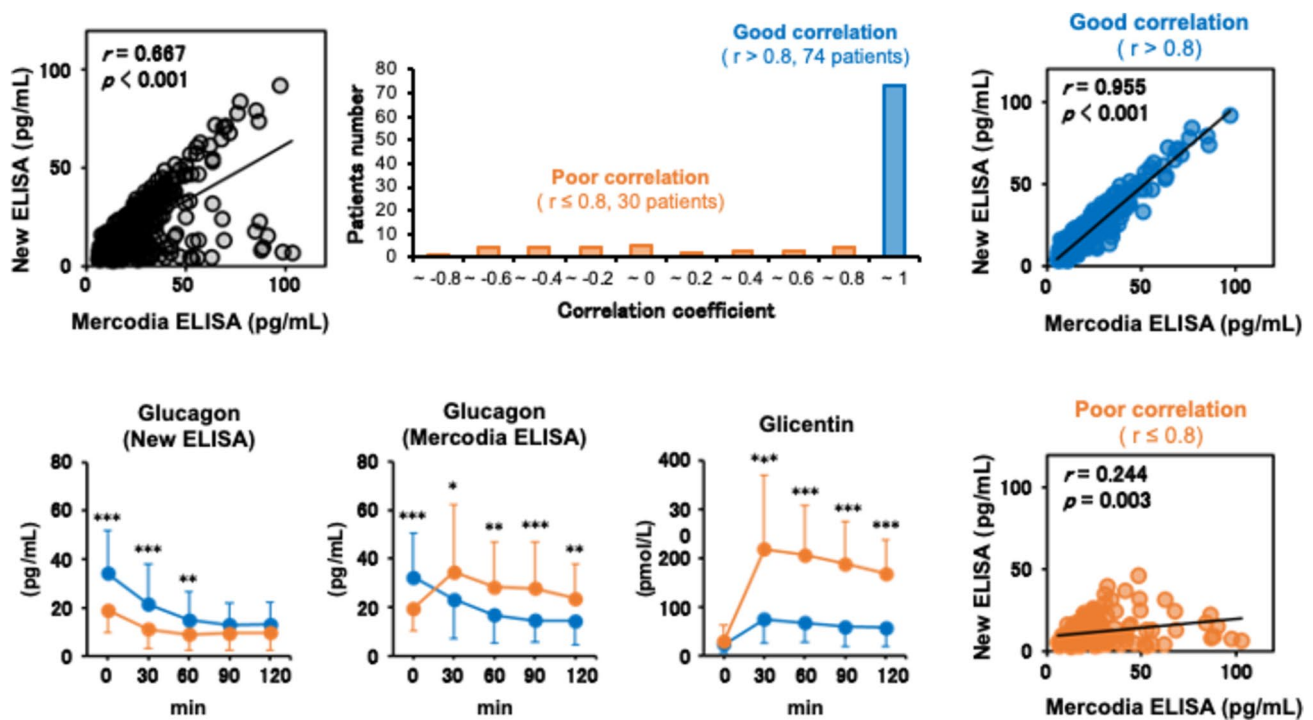 r = 0.667
p < 0.001
100
50
0
0
50
100
New ELISA (pg/mL)
Mercodia ELISA (pg/mL)
Good correlation
( r > 0.8, 74 patients)
Poor correlation
( r ≤ 0.8, 30 patients)
80
70
60
50
40
30
20
10
0
Patients number
~ -0.8
~ -0.6
~ -0.4
~ -0.2
~ 0
~ 0.2
~ 0.4
~ 0.6
~ 0.8
~ 1
Correlation coefficient
Good correlation
( r > 0.8)
r = 0.955
p < 0.001
100
50
0
0
50
100
New ELISA (pg/mL)
Mercodia ELISA (pg/mL)
Glucagon
(New ELISA)
80
60
40
20
0
(pg/mL)
***
***
**
0
30
60
90
120
min
Glucagon
(Mercodia ELISA)
80
60
40
20
0
(pg/mL)
***
*
**
***
**
0
30
60
90
120
min
Glicentin
400
30
0
200
100
0
(pmol/L)
***
***
***
***
0
30
60
90
120
min
Poor correlation
( r ≤ 0.8)
r = 0.244
p = 0.003
100
50
0
0
50
100
New ELISA (pg/mL)
Mercodia ELISA (pg/mL)